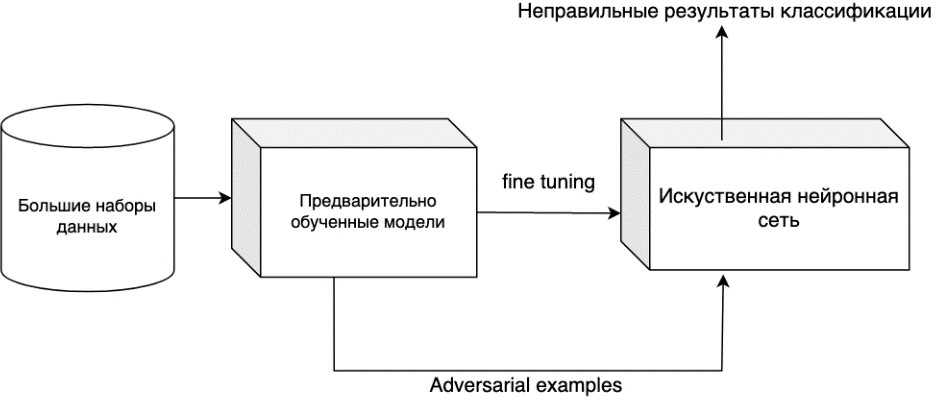 Неправильные результаты классификации
Большие наборы
данных
Предварительно
обученные модели
fine tuning
Искуственная нейронная
сеть
Adversarial examples